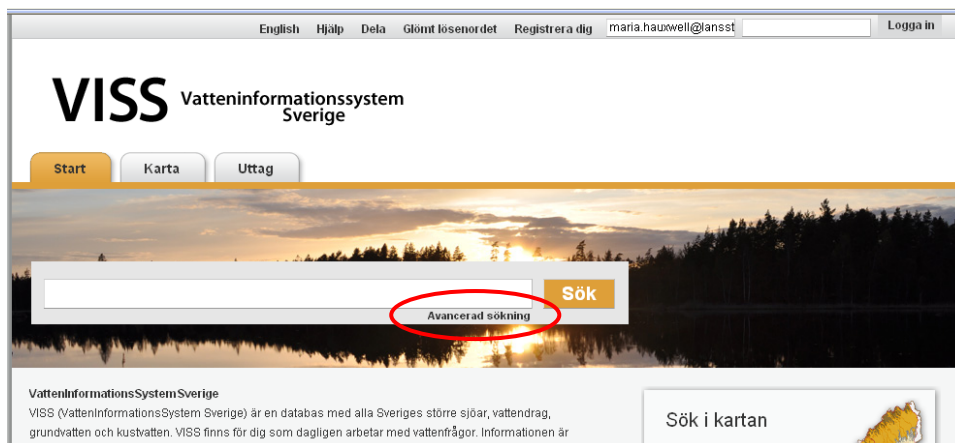 English Hjälp Dela Glömt lösenordet Registrera dig maria.hauxwell@lansst Logga in
VISS Vatteninformationssystem
Sverige
Start Karta Uttag
Sök
Avancerad sökning
VattenInformationsSystemSverige
VISS (VattenInformationsSystem Sverige) är en databas med alla Sveriges större sjöar, vattendrag,
grundvatten och kustvatten. VISS finns för dig som dagligen arbetar med vattenfrågor. Informationen är
Sök i kartan